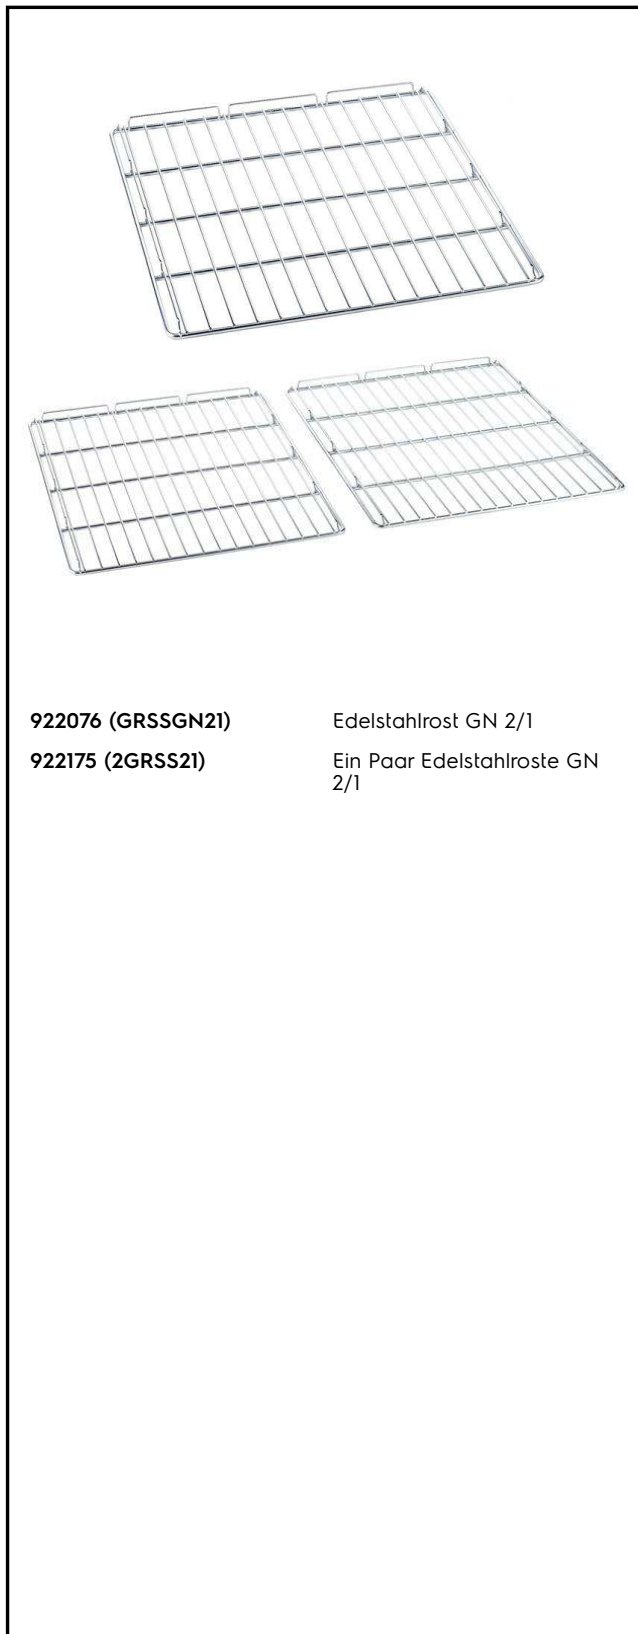 922076 (GRSSGN21) Edelstahlrost GN 2/1
922175 (2GRSS21) Ein Paar Edelstahlroste GN
2/1